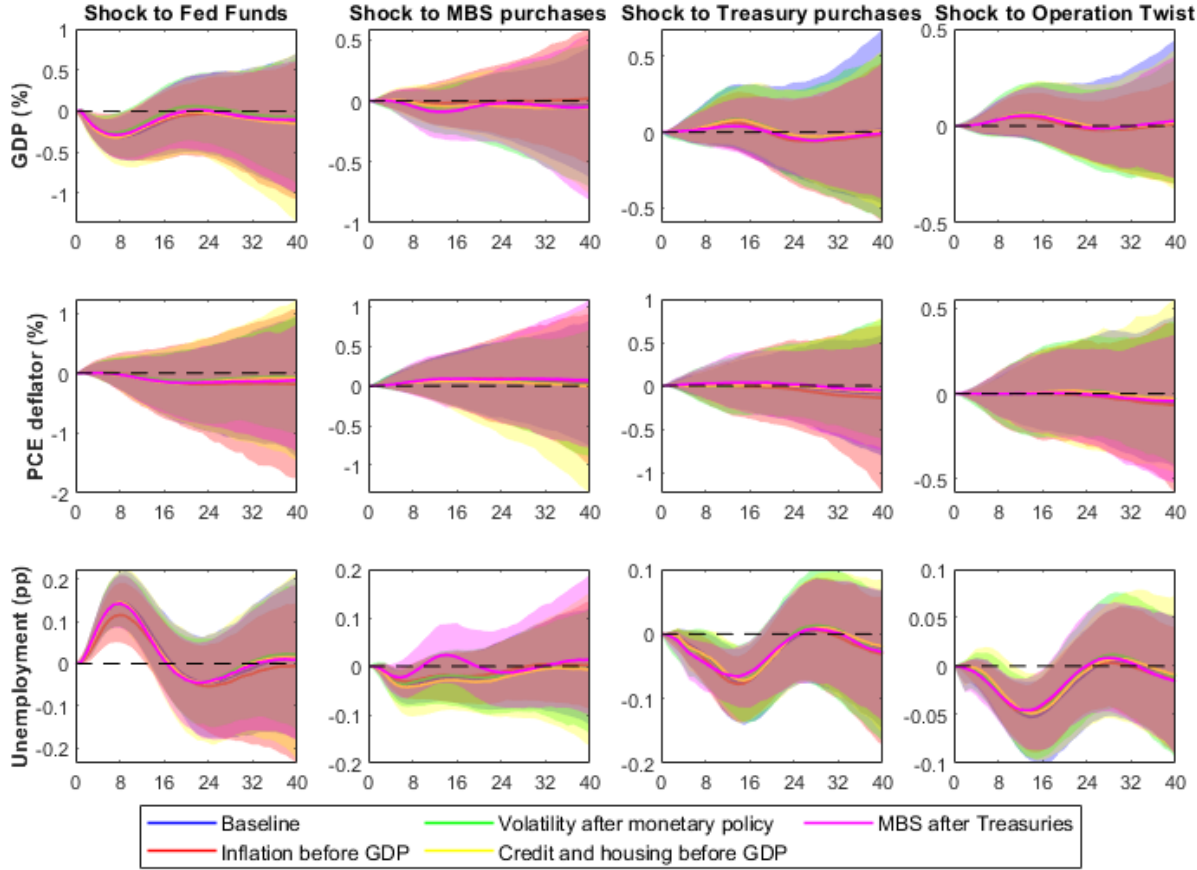 Shock to Fed Funds
Shock to MBS purchases
Shock to Treasury purchases
Shock to Operation Twist
GDP (%)
1
0.5
0
-0.5
-1
0 8 16 24 32 40
0.5
0
-0.5
-1
0 8 16 24 32 40
0.5
0
-0.5
0 8 16 24 32 40
0.5
0
-0.5
0 8 16 24 32 40
PCE deflator (%)
1
0
-1
-2
0 8 16 24 32 40
1
0.5
0
-0.5
-1
0 8 16 24 32 40
1
0.5
0
-0.5
-1
0 8 16 24 32 40
0.5
0
-0.5
0 8 16 24 32 40
Unemployment (pp)
0.2
0.1
0
-0.1
-0.2
0 8 16 24 32 40
0.2
0.1
0
-0.1
-0.2
0 8 16 24 32 40
0.1
0
-0.1
-0.2
0 8 16 24 32 40
0.1
0.05
0
-0.05
-0.1
0 8 16 24 32 40
Baseline
Volatility after monetary policy
MBS after Treasuries
Inflation before GDP
Credit and housing before GDP